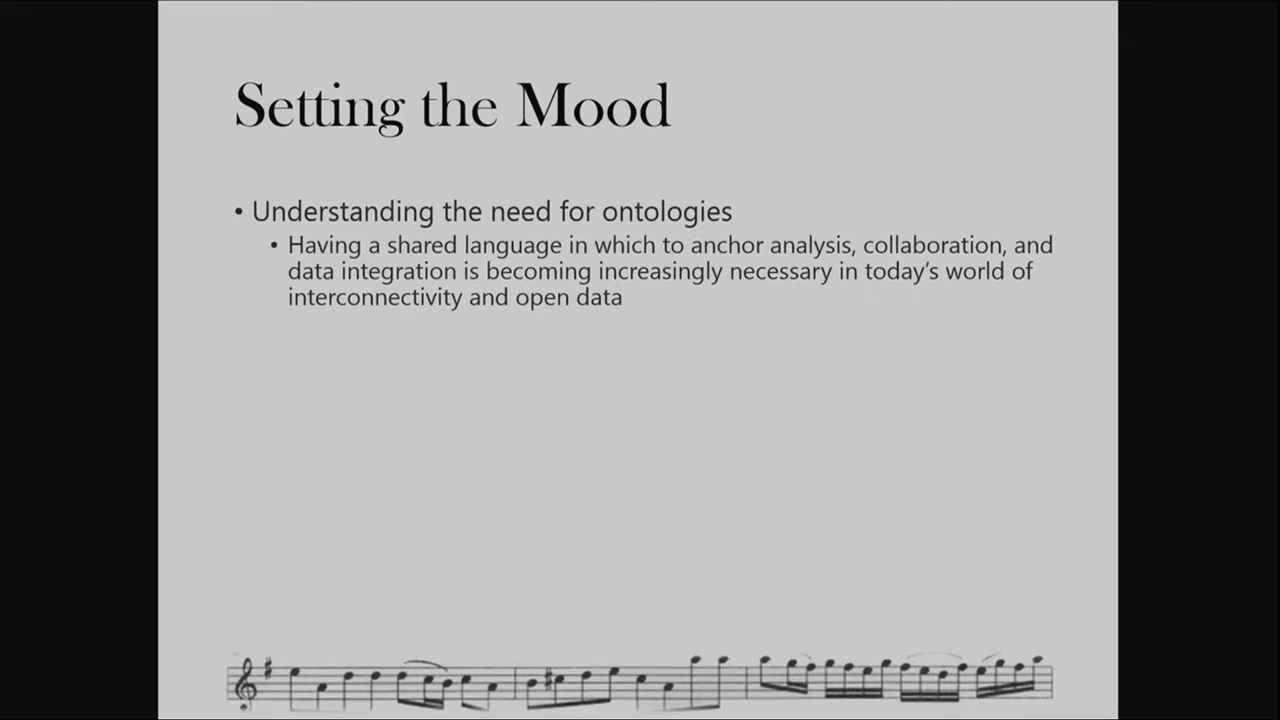 Setting the Mood
• Understanding the need for ontologies
• Having a shared language in which to anchor analysis, collaboration, and
data integration is becoming increasingly necessary in today’s world of
interconnectivity and open data